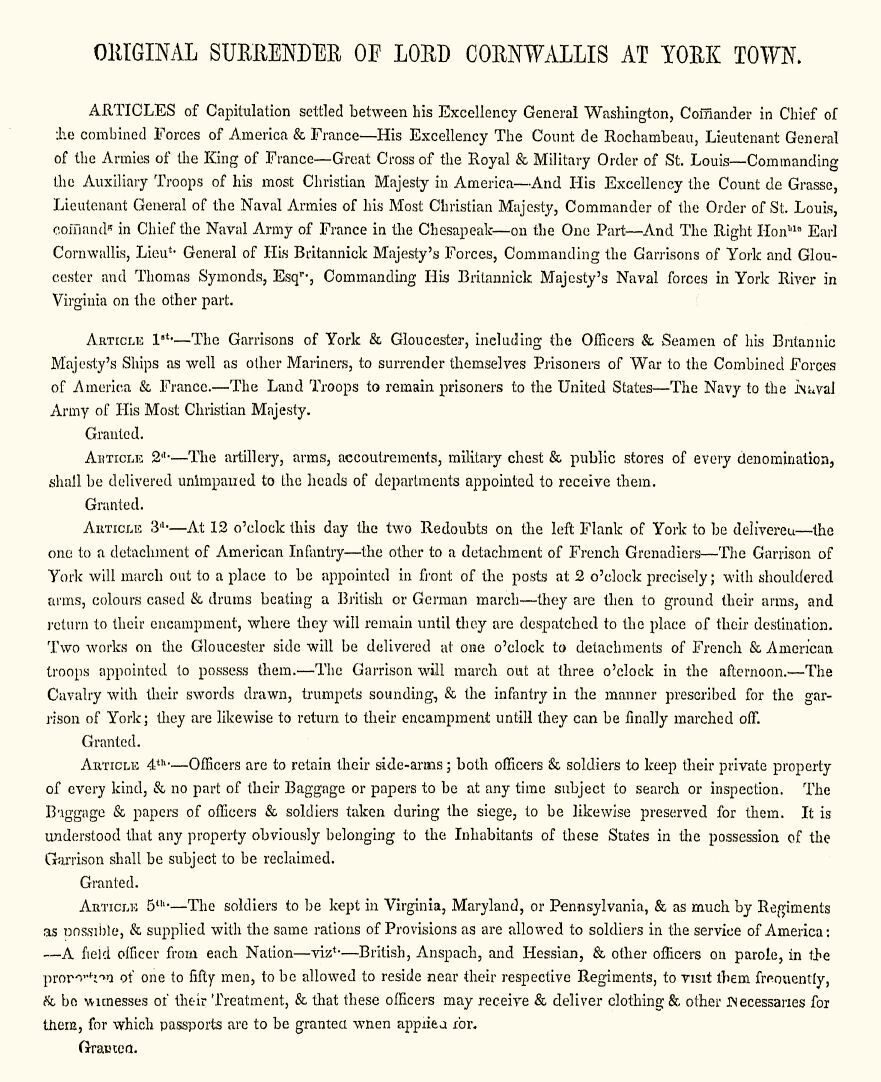 ORIGINAL SURRENDER OF LORD CORNWALLIS AT YORK TOWN.
ARTICLES of Capitulation settled between his Excellency General Washington, Com̄ander in Chief of
the combined Forces of America & France—His Excellency The Count de Rochambeau, Lieutenant General
of the Armies of the King of France—Great Cross of the Royal & Military Order of St. Louis—Commanding
the Auxiliary Troops of his most Christian Majesty in America—And His Excellency the Count de Grasse,
Lieutenant General of the Naval Armies of his Most Christian Majesty, Commander of the Order of St. Louis,
com̄andᵍ in Chief the Naval Army of France in the Chesapeak—on the One Part—And The Right Honᵇˡᵉ Earl
Cornwallis, Lieuᵗ· General of His Britannick Majesty's Forces, Commanding the Garrisons of York and Glou-
cester and Thomas Symonds, Esqʳ·, Commanding His Britannick Majesty's Naval forces in York River in
Virginia on the other part.
ARTICLE 1ˢᵗ·—The Garrisons of York & Gloucester, including the Officers & Seamen of his Britannic
Majesty's Ships as well as other Mariners, to surrender themselves Prisoners of War to the Combined Forces
of America & France.—The Land Troops to remain prisoners to the United States—The Navy to the Naval
Army of His Most Christian Majesty.
Granted.
ARTICLE 2ᵈ·—The artillery, arms, accoutrements, military chest & public stores of every denomination,
shall be delivered unimpaired to the heads of departments appointed to receive them.
Granted.
ARTICLE 3ᵈ·—At 12 o'clock this day the two Redoubts on the left Flank of York to be delivered—the
one to a detachment of American Infantry—the other to a detachment of French Grenadiers—The Garrison of
York will march out to a place to be appointed in front of the posts at 2 o'clock precisely; with shouldered
arms, colours cased & drums beating a British or German march—they are then to ground their arms, and
return to their encampment, where they will remain until they are despatched to the place of their destination.
Two works on the Gloucester side will be delivered at one o'clock to detachments of French & American
troops appointed to possess them.—The Garrison will march out at three o'clock in the afternoon.—The
Cavalry with their swords drawn, trumpets sounding, & the infantry in the manner prescribed for the gar-
rison of York; they are likewise to return to their encampment untill they can be finally marched off.
Granted.
ARTICLE 4ᵗʰ·—Officers are to retain their side-arms; both officers & soldiers to keep their private property
of every kind, & no part of their Baggage or papers to be at any time subject to search or inspection. The
Baggage & papers of officers & soldiers taken during the siege, to be likewise preserved for them. It is
understood that any property obviously belonging to the Inhabitants of these States in the possession of the
Garrison shall be subject to be reclaimed.
Granted.
ARTICLE 5ᵗʰ·—The soldiers to be kept in Virginia, Maryland, or Pennsylvania, & as much by Regiments
as possible, & supplied with the same rations of Provisions as are allowed to soldiers in the service of America:
—A field officer from each Nation—vizᵗ·—British, Anspach, and Hessian, & other officers on parole, in the
proportion of one to fifty men, to be allowed to reside near their respective Regiments, to visit them frequently,
& be witnesses of their Treatment, & that these officers may receive & deliver clothing & other Necessaries for
them, for which passports are to be granted when applied for.
Granted.